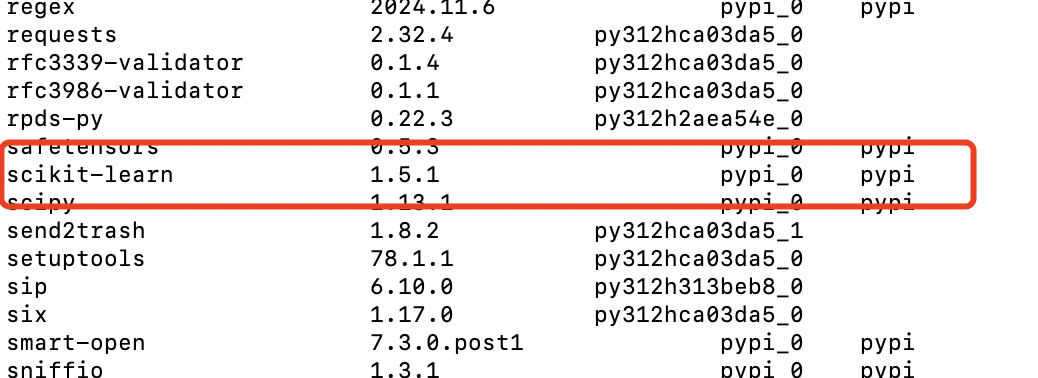 regex 2024.11.6 pypi_0 pypi
requests 2.32.4 py312hca03da5_0
rfc3339-validator 0.1.4 py312hca03da5_0
rfc3986-validator 0.1.1 py312hca03da5_0
rpds-py 0.22.3 py312h2aea54e_0
safetensors 0.5.3 pypi_0 pypi
scikit-learn 1.5.1 pypi_0 pypi
scipy 1.13.1 pypi_0 pypi
send2trash 1.8.2 py312hca03da5_1
setuptools 78.1.1 py312hca03da5_0
sip 6.10.0 py312h313beb8_0
six 1.17.0 py312hca03da5_0
smart-open 7.3.0.post1 pypi_0 pypi
sniffio 1.3.1 pypi_0 pypi